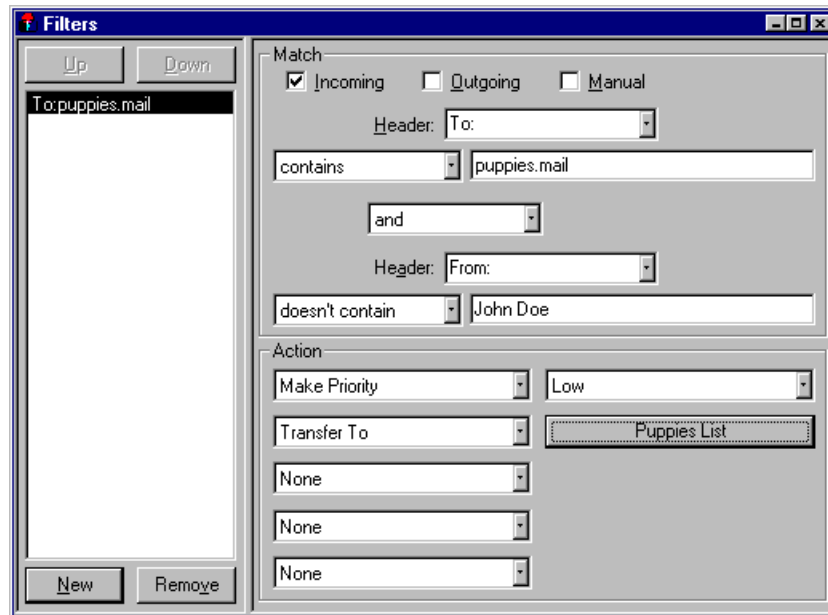 Filters
Up Down
To:puppies.mail
New Remove
Match
Incoming Outgoing Manual
Header: To:
contains puppies.mail
and
Header: From:
doesn't contain John Doe
Action
Make Priority Low
Transfer To Puppies List
None
None
None